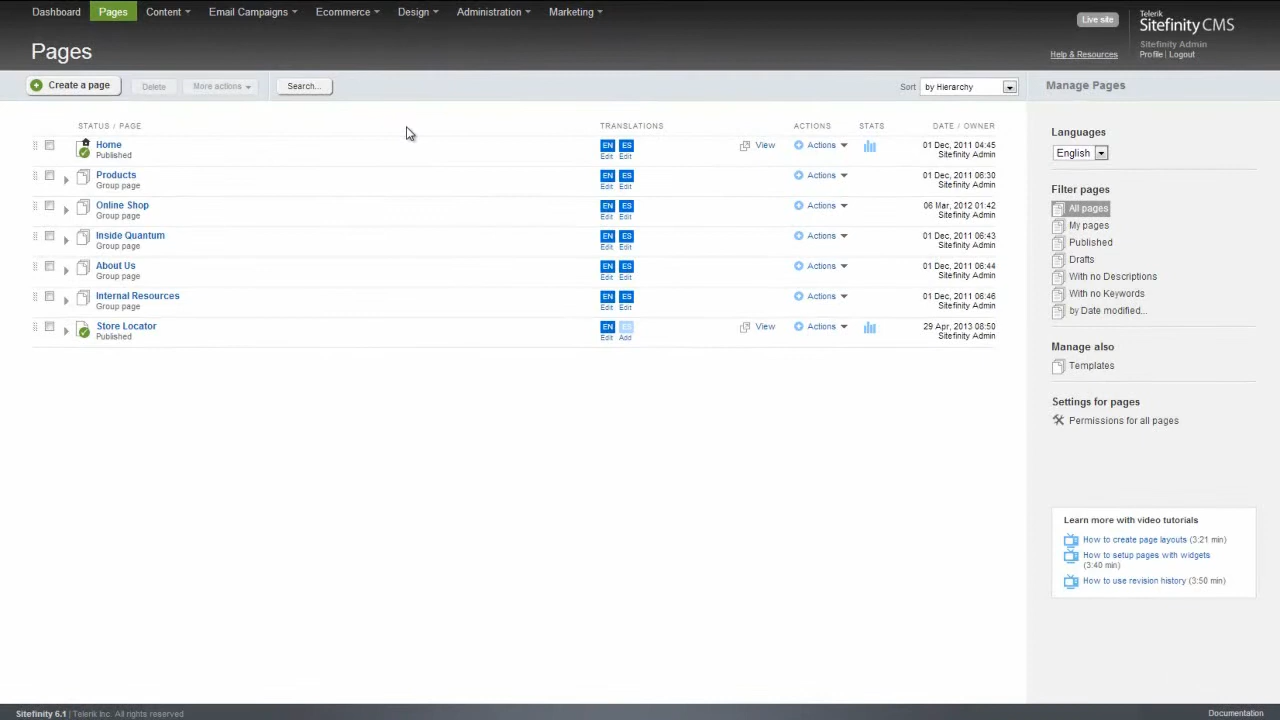 Dashboard Pages Content Email Campaigns Ecommerce Design Administration Marketing
Live site
Telerik
Sitefinity CMS
Pages
Help & Resources
Sitefinity Admin
Profile | Logout
Create a page Delete More actions Search... Sort by Hierarchy
Manage Pages
STATUS / PAGE TRANSLATIONS ACTIONS STATS DATE / OWNER
Home EN ES View Actions 01 Dec, 2011 04:45
Published Edit Edit Sitefinity Admin
Products EN ES Actions 01 Dec, 2011 06:30
Group page Edit Edit Sitefinity Admin
Online Shop EN ES Actions 06 Mar, 2012 01:42
Group page Edit Edit Sitefinity Admin
Inside Quantum EN ES Actions 01 Dec, 2011 06:43
Group page Edit Edit Sitefinity Admin
About Us EN ES Actions 01 Dec, 2011 06:44
Group page Edit Edit Sitefinity Admin
Internal Resources EN ES Actions 01 Dec, 2011 06:46
Group page Edit Edit Sitefinity Admin
Store Locator EN ES View Actions 29 Apr, 2013 08:50
Published Edit Add Sitefinity Admin
Languages
English
Filter pages
All pages
My pages
Published
Drafts
With no Descriptions
With no Keywords
by Date modified...
Manage also
Templates
Settings for pages
Permissions for all pages
Learn more with video tutorials
How to create page layouts (3:21 min)
How to setup pages with widgets
(3:40 min)
How to use revision history (3:50 min)
Sitefinity 6.1 | Telerik Inc. All rights reserved
Documentation